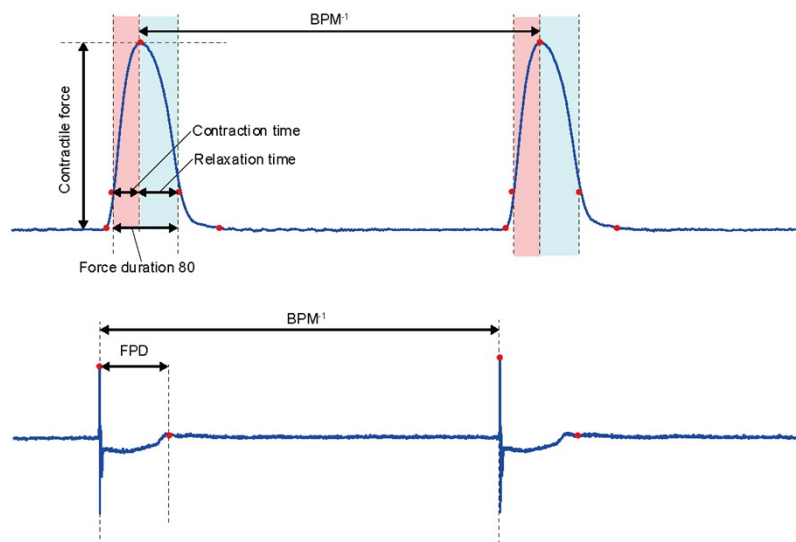 BPM⁻¹
Contractile force
Contraction time
Relaxation time
Force duration 80
BPM⁻¹
FPD